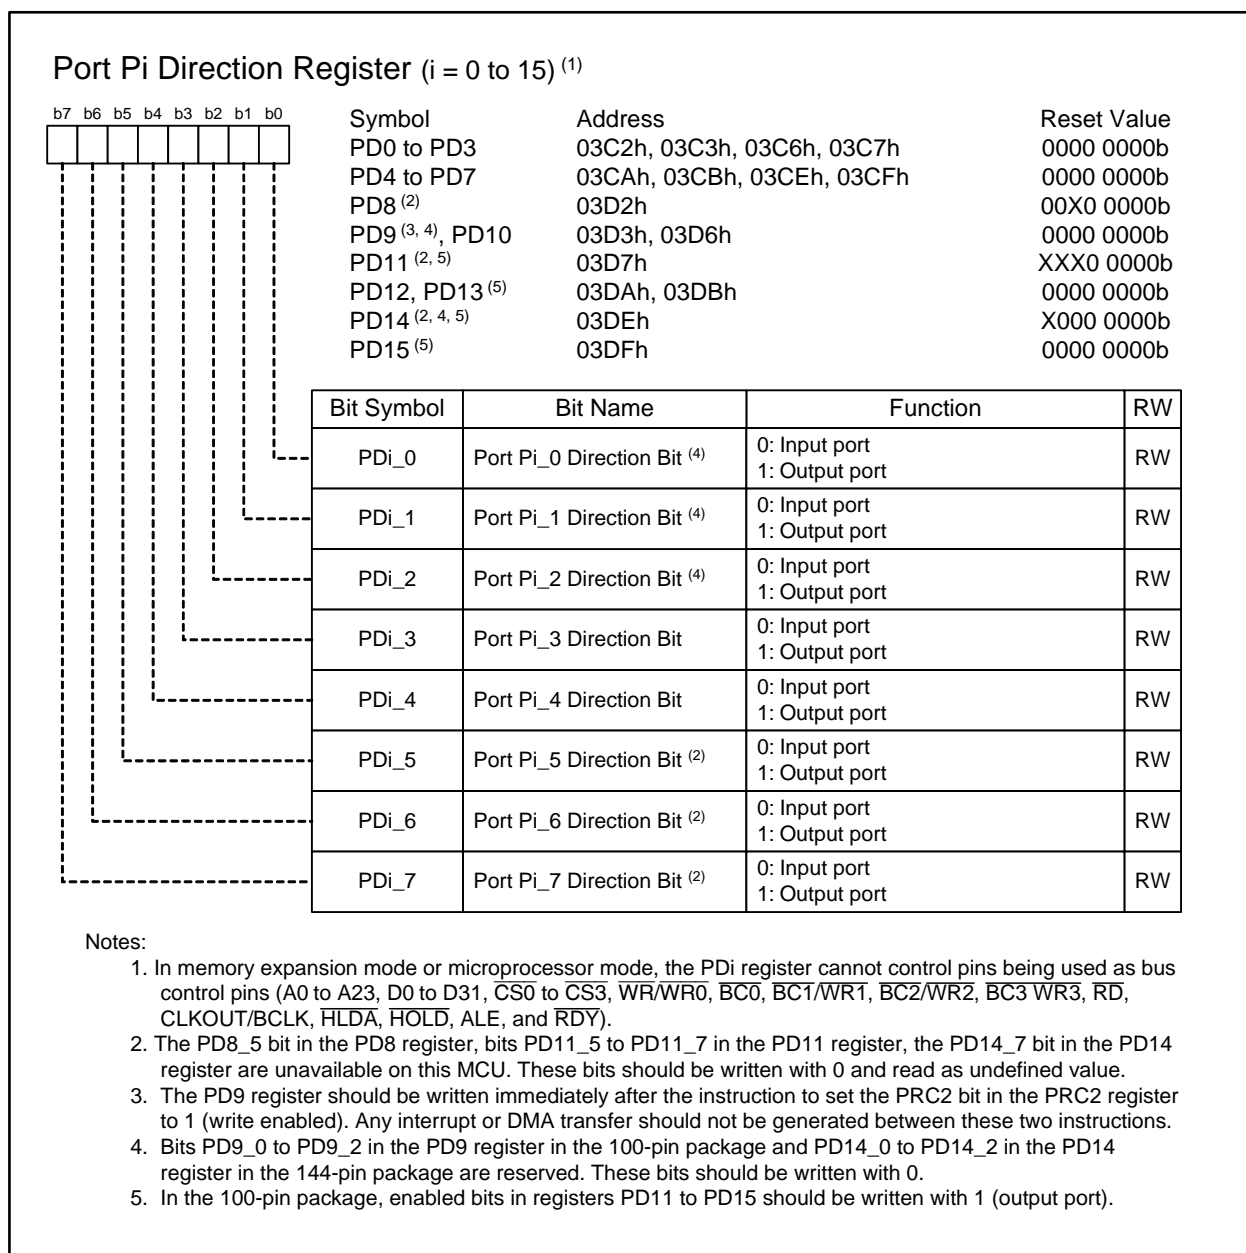 Port Pi Direction Register (i = 0 to 15) (1)
b7 b6 b5 b4 b3 b2 b1 b0
Symbol Address Reset Value
PD0 to PD3 03C2h, 03C3h, 03C6h, 03C7h 0000 0000b
PD4 to PD7 03CAh, 03CBh, 03CEh, 03CFh 0000 0000b
PD8 (2) 03D2h 00X0 0000b
PD9 (3, 4), PD10 03D3h, 03D6h 0000 0000b
PD11 (2, 5) 03D7h XXX0 0000b
PD12, PD13 (5) 03DAh, 03DBh 0000 0000b
PD14 (2, 4, 5) 03DEh X000 0000b
PD15 (5) 03DFh 0000 0000b
Bit Symbol Bit Name Function RW
PDi_0 Port Pi_0 Direction Bit (4) 0: Input port
1: Output port RW
PDi_1 Port Pi_1 Direction Bit (4) 0: Input port
1: Output port RW
PDi_2 Port Pi_2 Direction Bit (4) 0: Input port
1: Output port RW
PDi_3 Port Pi_3 Direction Bit 0: Input port
1: Output port RW
PDi_4 Port Pi_4 Direction Bit 0: Input port
1: Output port RW
PDi_5 Port Pi_5 Direction Bit (2) 0: Input port
1: Output port RW
PDi_6 Port Pi_6 Direction Bit (2) 0: Input port
1: Output port RW
PDi_7 Port Pi_7 Direction Bit (2) 0: Input port
1: Output port RW
Notes:
1. In memory expansion mode or microprocessor mode, the PDi register cannot control pins being used as bus
control pins (A0 to A23, D0 to D31, CS0 to CS3, WR/WR0, BC0, BC1/WR1, BC2/WR2, BC3 WR3, RD,
CLKOUT/BCLK, HLDA, HOLD, ALE, and RDY).
2. The PD8_5 bit in the PD8 register, bits PD11_5 to PD11_7 in the PD11 register, the PD14_7 bit in the PD14
register are unavailable on this MCU. These bits should be written with 0 and read as undefined value.
3. The PD9 register should be written immediately after the instruction to set the PRC2 bit in the PRC2 register
to 1 (write enabled). Any interrupt or DMA transfer should not be generated between these two instructions.
4. Bits PD9_0 to PD9_2 in the PD9 register in the 100-pin package and PD14_0 to PD14_2 in the PD14
register in the 144-pin package are reserved. These bits should be written with 0.
5. In the 100-pin package, enabled bits in registers PD11 to PD15 should be written with 1 (output port).